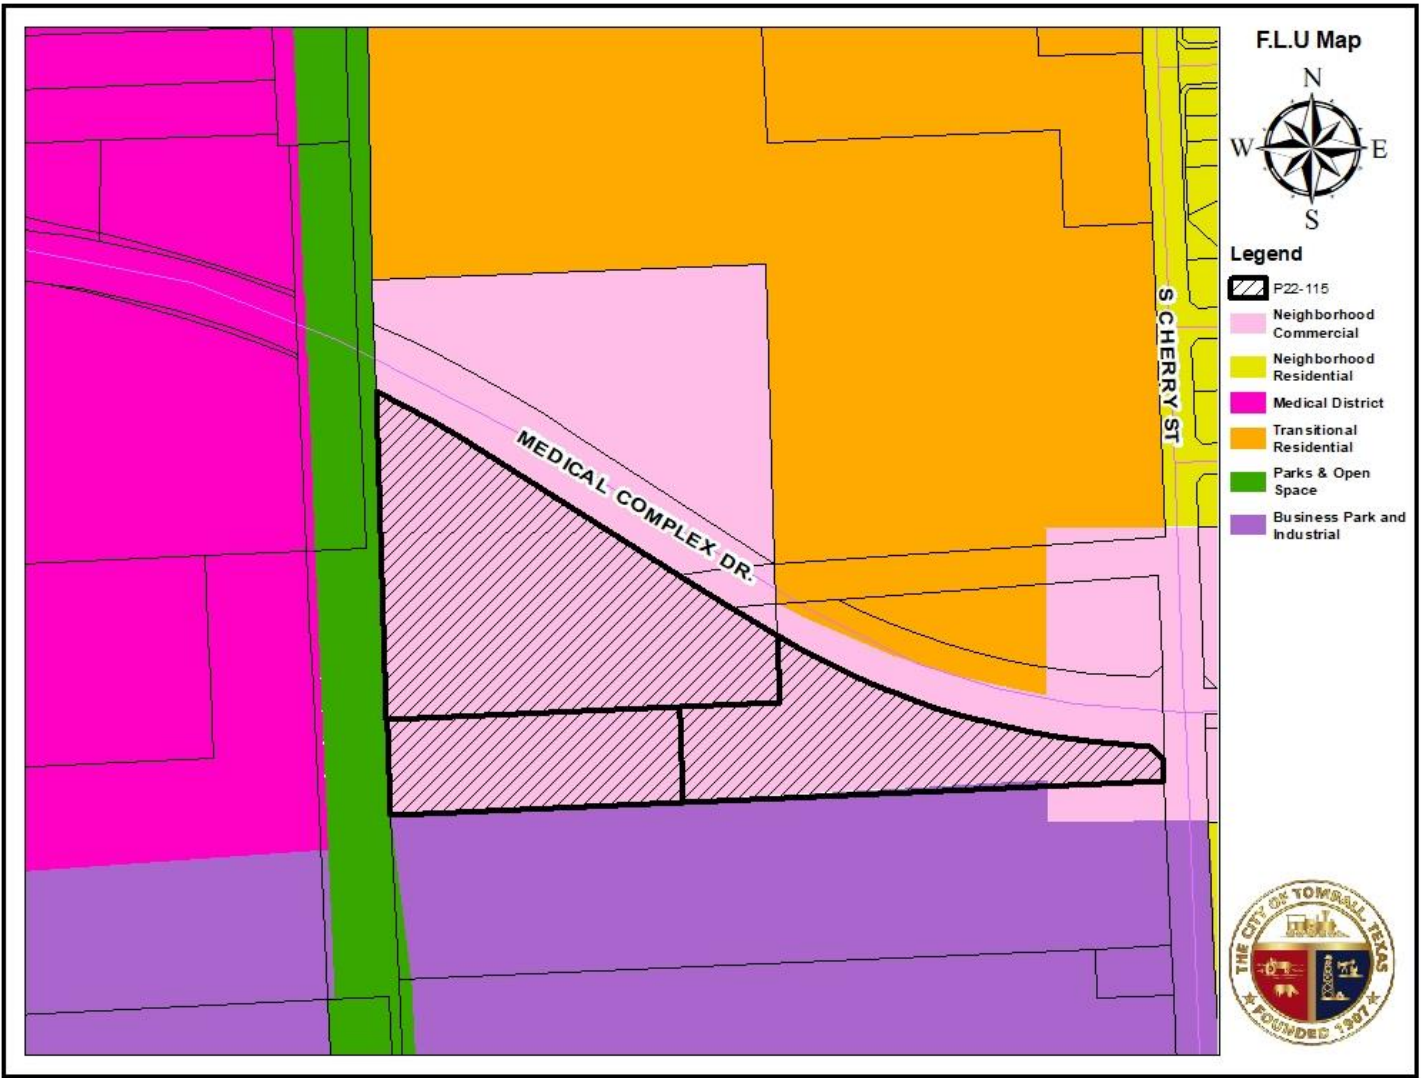 F.L.U Map
N
W
E
S
Legend
P22-115
Neighborhood
Commercial
Neighborhood
Residential
Medical District
Transitional
Residential
Parks & Open
Space
Business Park and
Industrial
S CHERRY ST
MEDICAL COMPLEX DR.
THE CITY OF TOMBALL, TEXAS
FOUNDED 1907